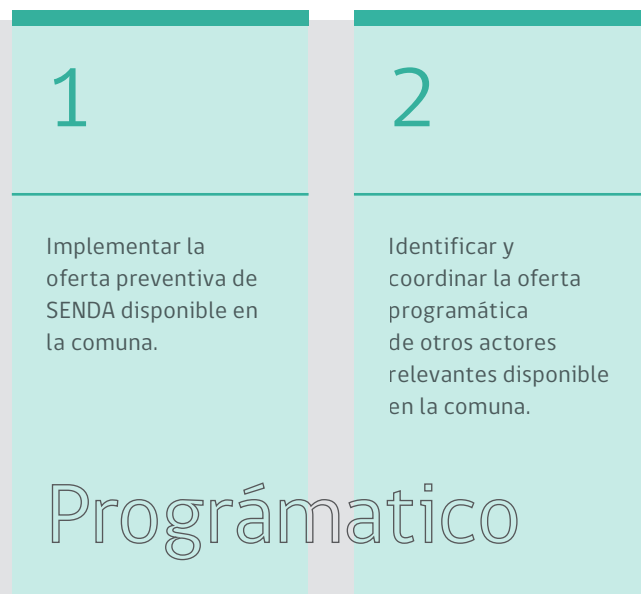 1
Implementar la
oferta preventiva de
SENDA disponible en
la comuna.
2
Identificar y
coordinar la oferta
programática
de otros actores
relevantes disponible
en la comuna.
Prográmatico